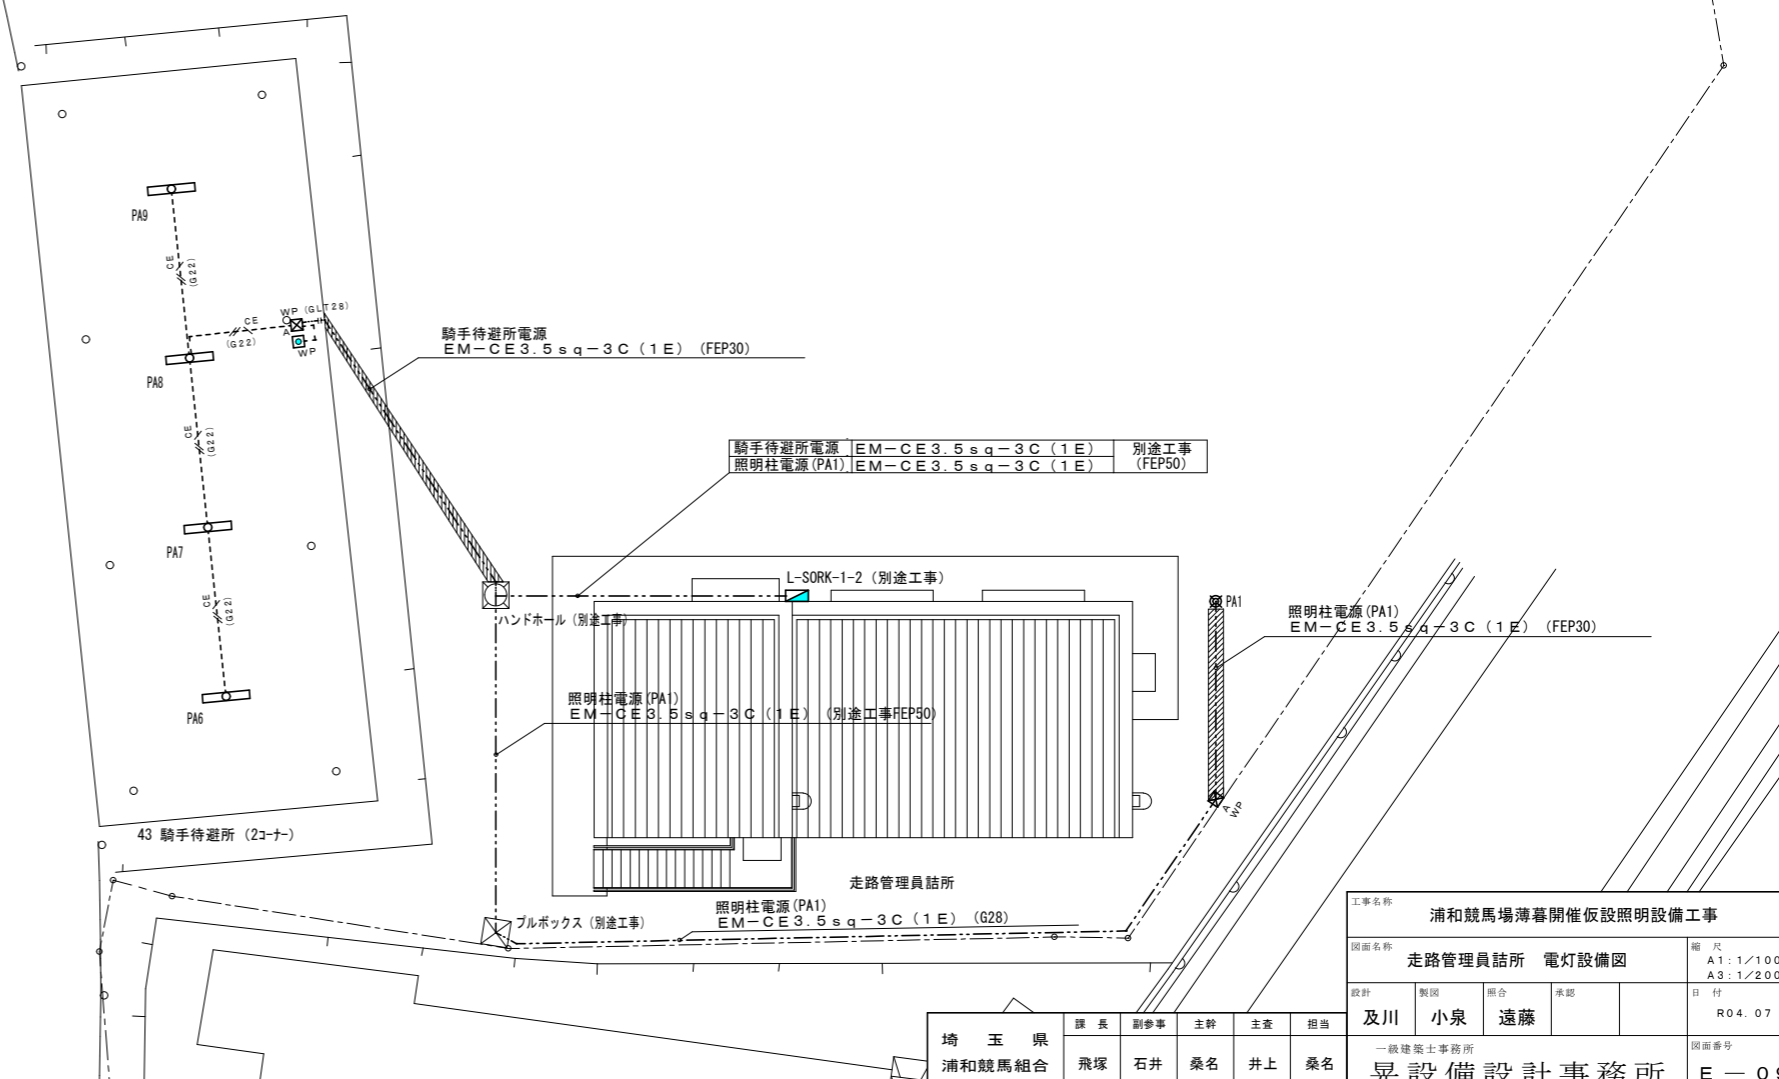 PA9
CE
(G22)
WP (GLT28)
CE
(G22)
A
WP
PA8
騎手待避所電源
EM−CE3.5sq−3C (1E) (FEP30)
CE
(G22)
騎手待避所電源 EM−CE3.5sq−3C (1E) 別途工事
照明柱電源(PA1) EM−CE3.5sq−3C (1E) (FEP50)
PA7
CE
(G22)
L-SORK-1-2 (別途工事)
ハンドホール (別途工事)
PA1
照明柱電源(PA1)
EM−CE3.5sq−3C (1E) (FEP30)
照明柱電源(PA1)
EM−CE3.5sq−3C (1E) (別途工事FEP50)
PA6
A
WP
43 騎手待避所 (2コーナー)
走路管理員詰所
照明柱電源(PA1)
EM−CE3.5sq−3C (1E) (G28)
プルボックス (別途工事)
工事名称
浦和競馬場薄暮開催仮設照明設備工事
図面名称
走路管理員詰所 電灯設備図
縮尺
A1:1/100
A3:1/200
設計 製図 照合 承認 日付
及川 小泉 遠藤 R04.07
埼玉県
浦和競馬組合
課長 副参事 主幹 主査 担当
飛塚 石井 桑名 井上 桑名
一級建築士事務所
晃設備設計事務所
図面番号
E−09